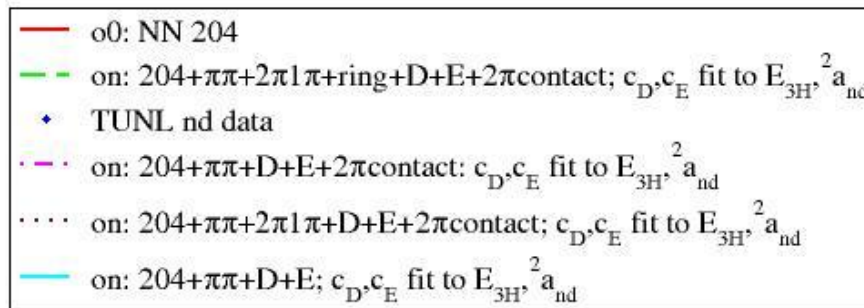 o0: NN 204
on: 204+ππ+2π1π+ring+D+E+2πcontact; c_D,c_E fit to E_3H, ²a_nd
TUNL nd data
on: 204+ππ+D+E+2πcontact: c_D,c_E fit to E_3H, ²a_nd
on: 204+ππ+2π1π+D+E+2πcontact; c_D,c_E fit to E_3H, ²a_nd
on: 204+ππ+D+E; c_D,c_E fit to E_3H, ²a_nd